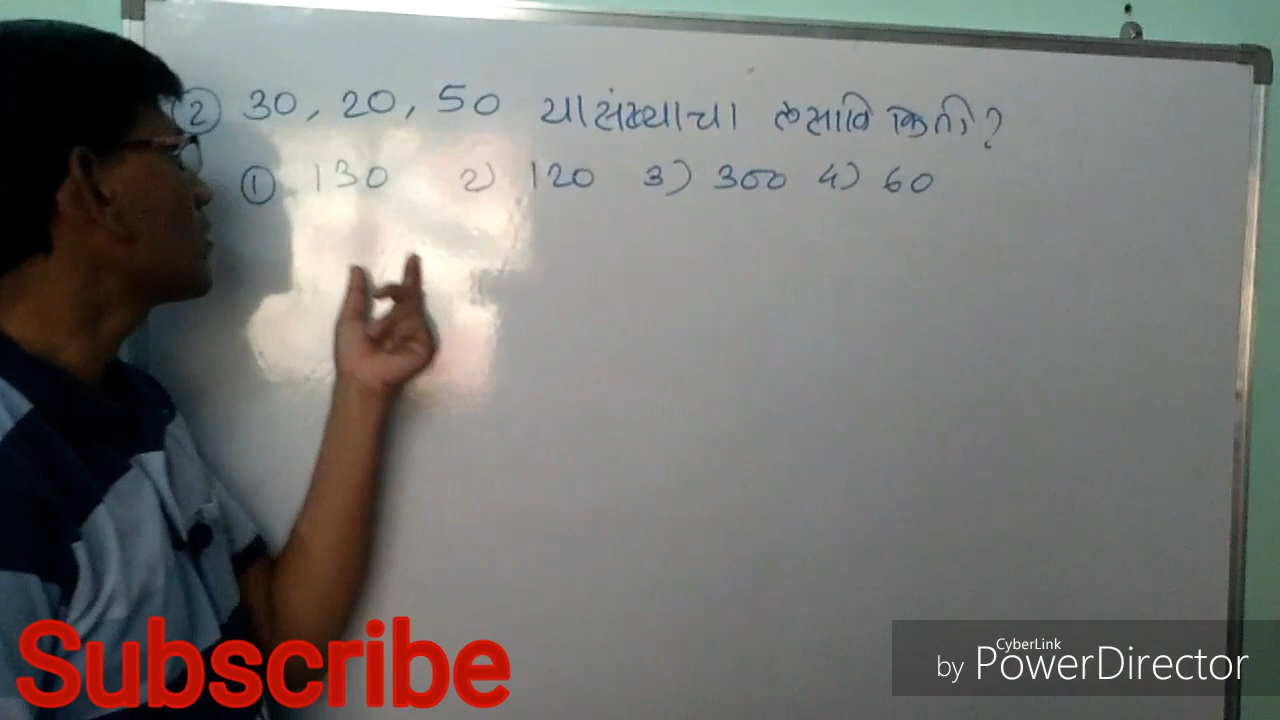 ② 30, 20, 50 या संख्याचा लसावि किती?
① 130 2) 120 3) 300 4) 60
Subscribe
CyberLink
by PowerDirector